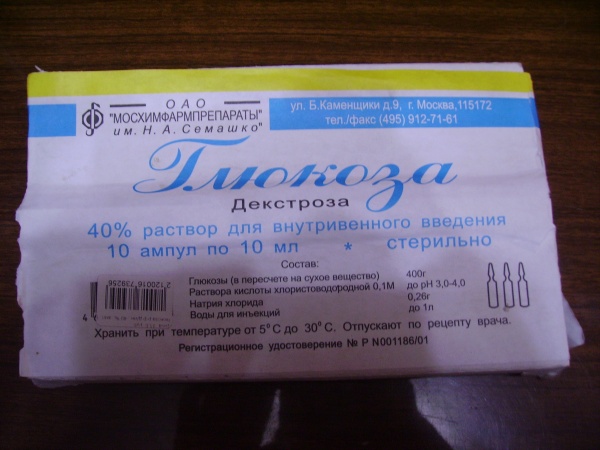 ОАО
"МОСХИМФАРМПРЕПАРАТЫ"
им. Н. А. Семашко"
ул. Б.Каменщики д.9, г. Москва,115172
тел./факс (495) 912-71-61
Глюкоза
Декстроза
40% раствор для внутривенного введения
10 ампул по 10 мл * стерильно
Состав:
Глюкозы (в пересчете на сухое вещество) 400г
Раствора кислоты хлористоводородной 0,1М до pH 3,0-4,0
Натрия хлорида 0,26г
Воды для инъекций до 1л
Хранить при температуре от 5°С до 30°С. Отпускают по рецепту врача.
Регистрационное удостоверение № Р N001186/01